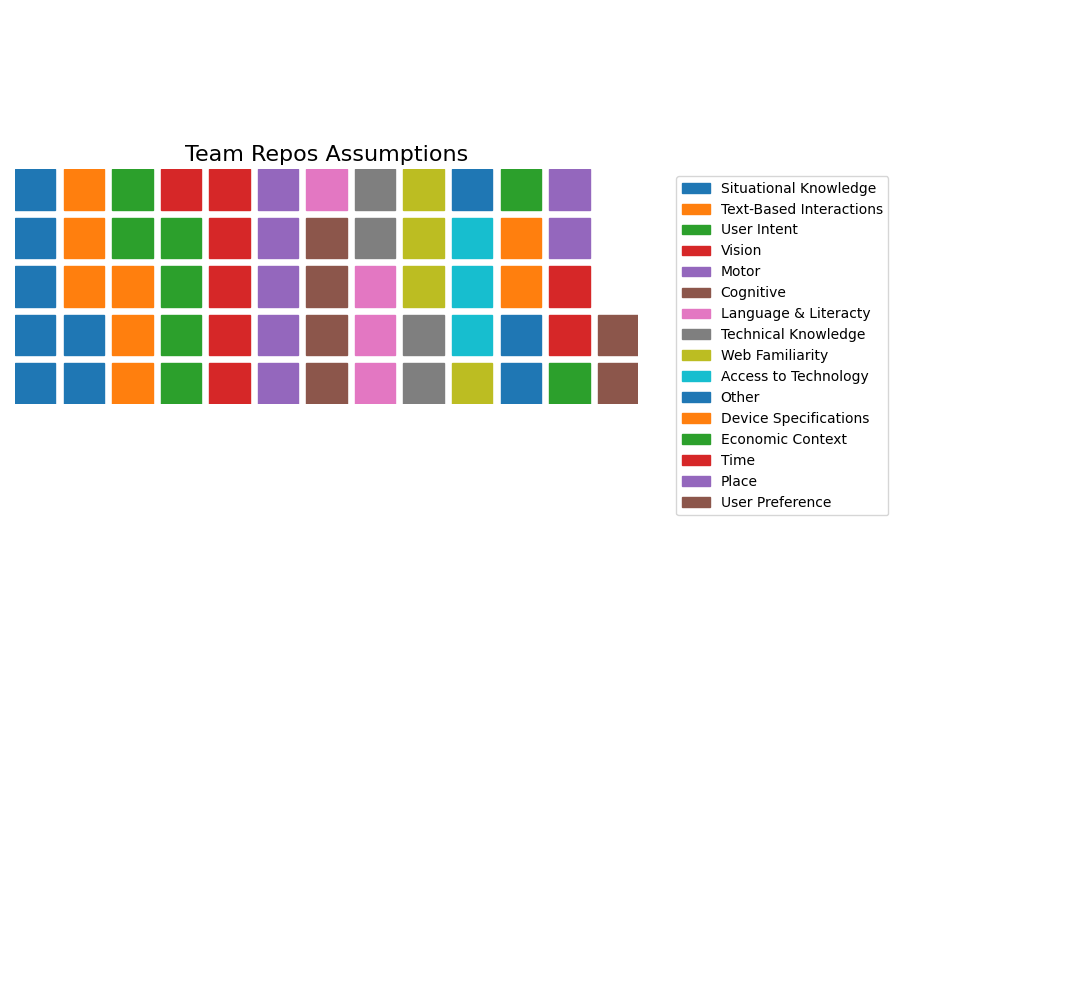 Team Repos Assumptions
Situational Knowledge
Text-Based Interactions
User Intent
Vision
Motor
Cognitive
Language & Literacty
Technical Knowledge
Web Familiarity
Access to Technology
Other
Device Specifications
Economic Context
Time
Place
User Preference